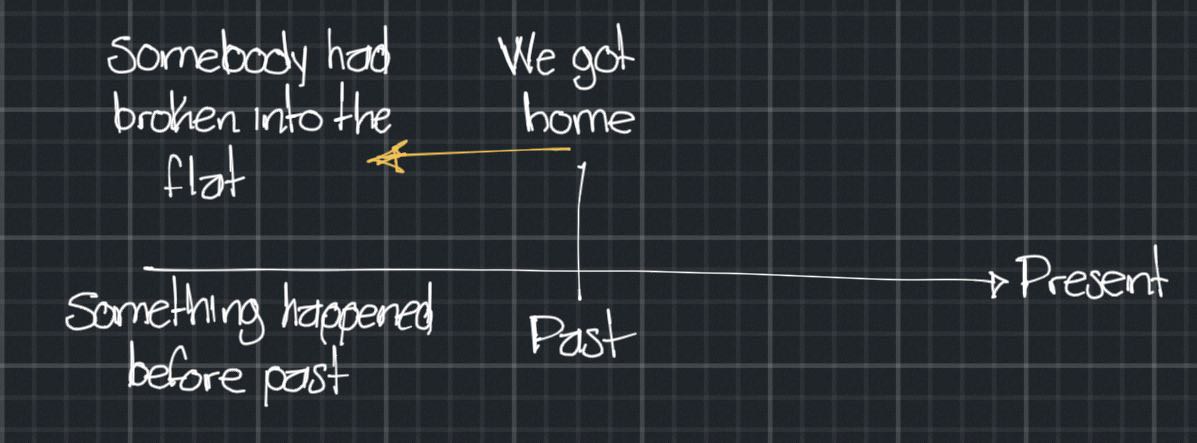 Somebody had
broken into the
flat
We got
home
Present
Something happened
before past
Past